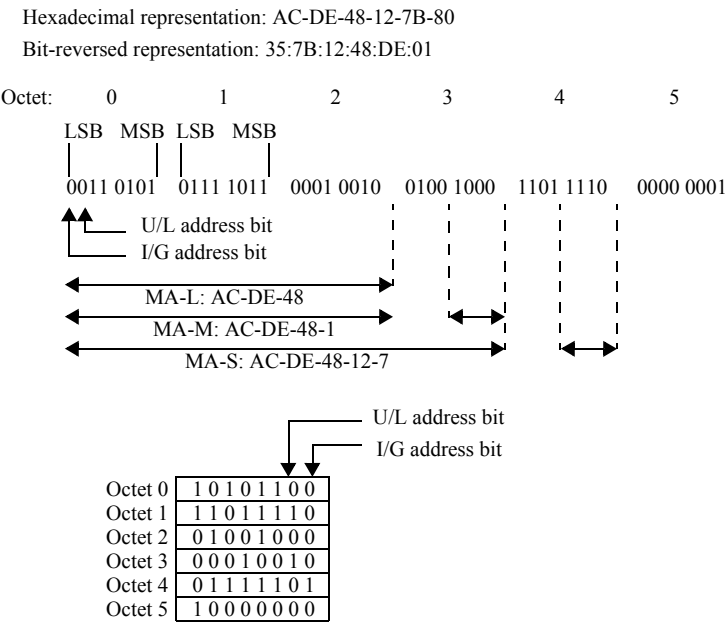 Hexadecimal representation: AC-DE-48-12-7B-80
Bit-reversed representation: 35:7B:12:48:DE:01
Octet: 0 1 2 3 4 5
LSB MSB LSB MSB
0011 0101 0111 1011 0001 0010 0100 1000 1101 1110 0000 0001
U/L address bit
I/G address bit
MA-L: AC-DE-48
MA-M: AC-DE-48-1
MA-S: AC-DE-48-12-7
U/L address bit
I/G address bit
Octet 0 1 0 1 0 1 1 0 0
Octet 1 1 1 0 1 1 1 1 0
Octet 2 0 1 0 0 1 0 0 0
Octet 3 0 0 0 1 0 0 1 0
Octet 4 0 1 1 1 1 1 0 1
Octet 5 1 0 0 0 0 0 0 0